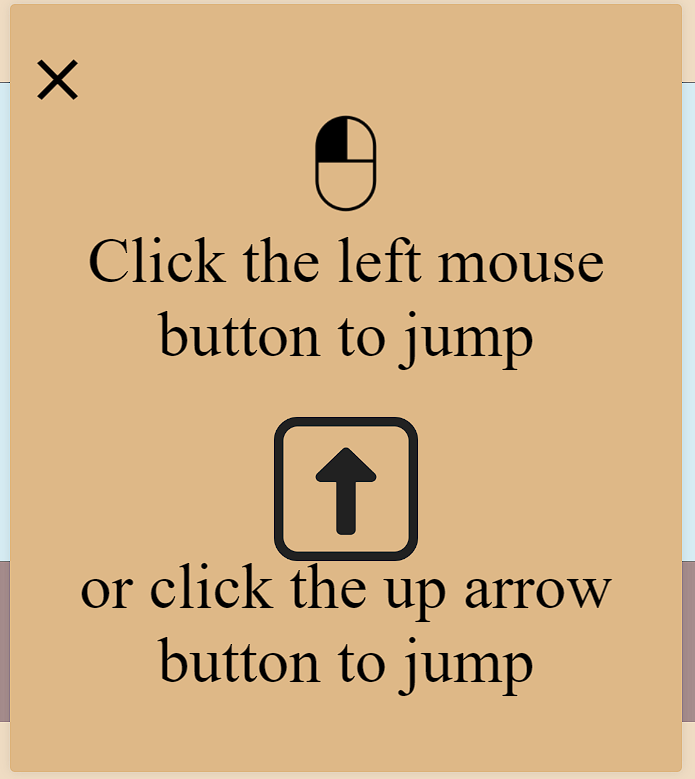 Click the left mouse
button to jump
or click the up arrow
button to jump